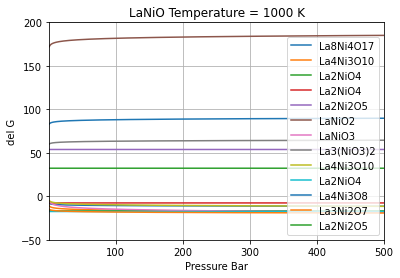 LaNiO Temperature = 1000 K
200
150
100
50
0
−50
del G
La8Ni4O17
La4Ni3O10
La2NiO4
La2NiO4
La2Ni2O5
LaNiO2
LaNiO3
La3(NiO3)2
La4Ni3O10
La2NiO4
La4Ni3O8
La3Ni2O7
La2Ni2O5
100 200 300 400 500
Pressure Bar